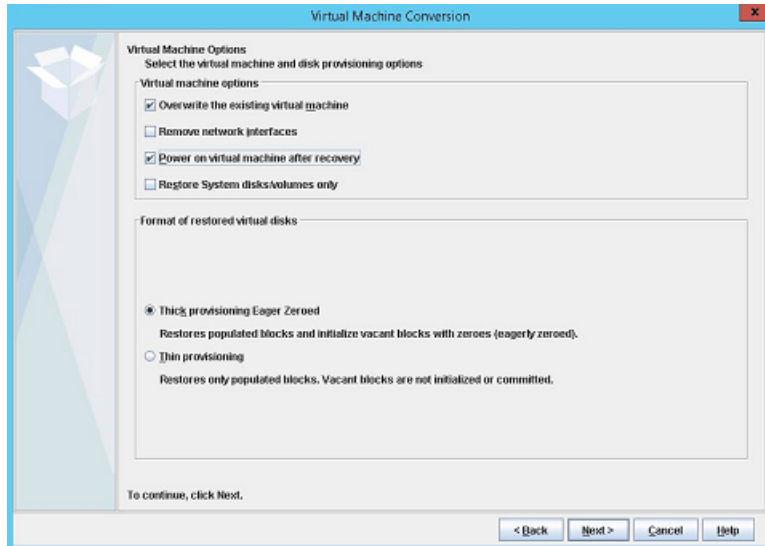 Virtual Machine Conversion
x
Virtual Machine Options
Select the virtual machine and disk provisioning options
Virtual machine options
Overwrite the existing virtual machine
Remove network interfaces
Power on virtual machine after recovery
Restore System disks/volumes only
Format of restored virtual disks
Thick provisioning Eager Zeroed
Restores populated blocks and initialize vacant blocks with zeroes (eagerly zeroed).
Thin provisioning
Restores only populated blocks. Vacant blocks are not initialized or committed.
To continue, click Next.
< Back Next > Cancel Help